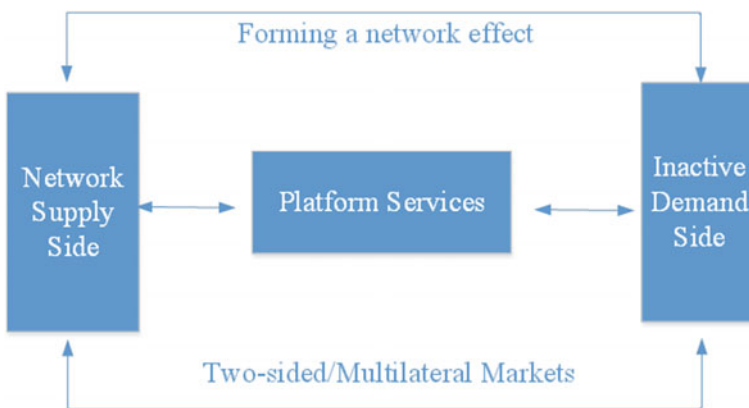 Forming a network effect
Network
Supply
Side
Platform Services
Inactive
Demand
Side
Two-sided/Multilateral Markets